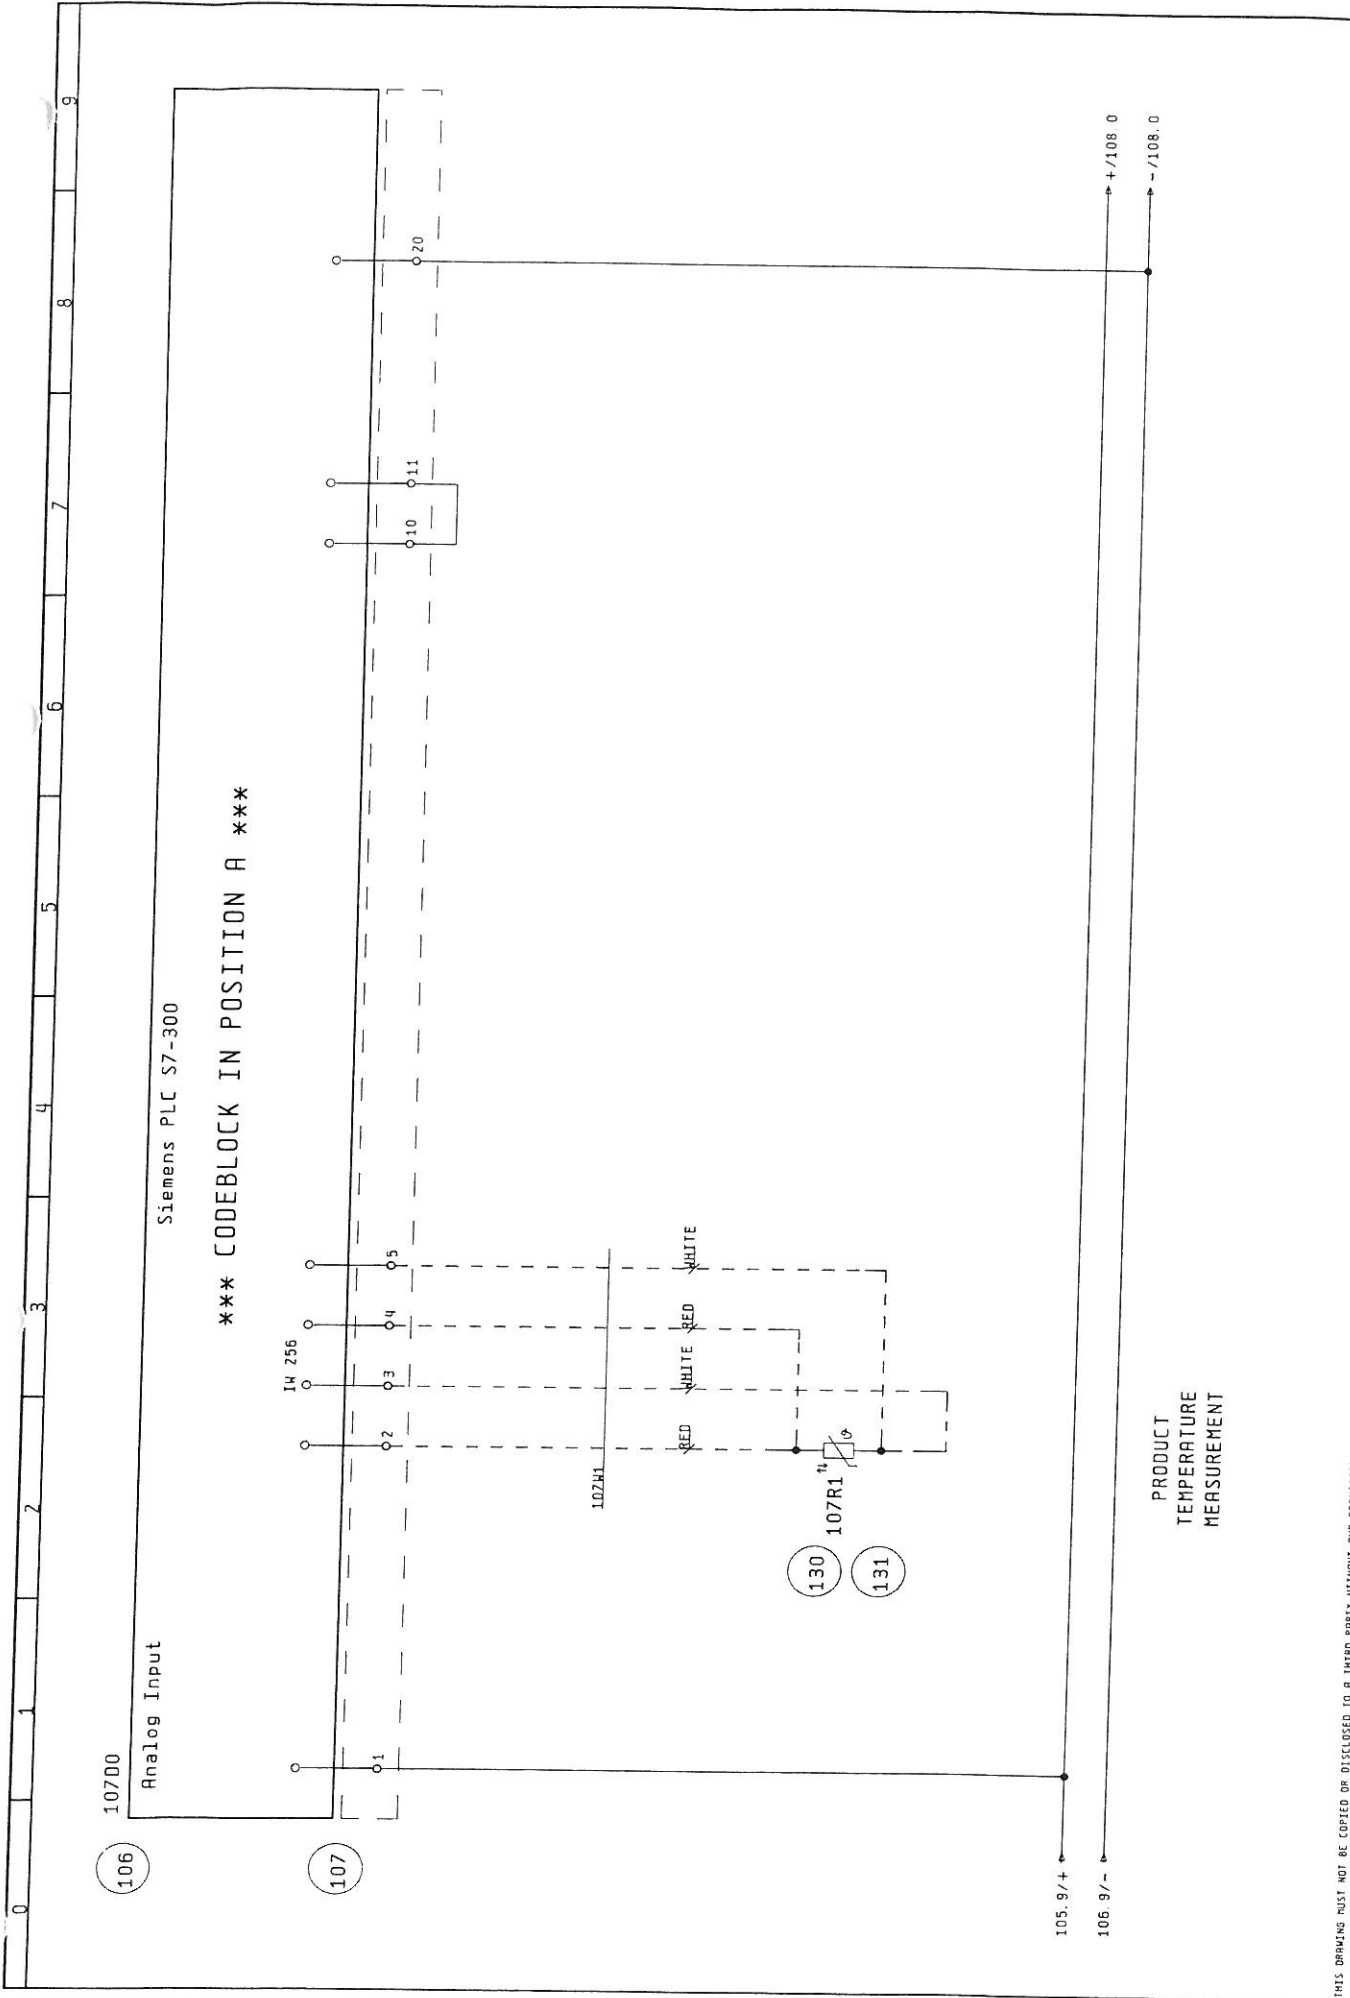 0 1 2 3 4 5 6 7 8 9
106
107D0
Analog Input
Siemens PLC S7-300
*** CODEBLOCK IN POSITION A ***
IW 256
107
1 2 3 4 5 10 11 20
107W1
RED WHITE RED WHITE
130
107R1
ϑ
131
105.9/+
+/108.0
106.9/-
-/108.0
PRODUCT
TEMPERATURE
MEASUREMENT
THIS DRAWING MUST NOT BE COPIED OR DISCLOSED TO A THIRD PARTY WITHOUT OUR